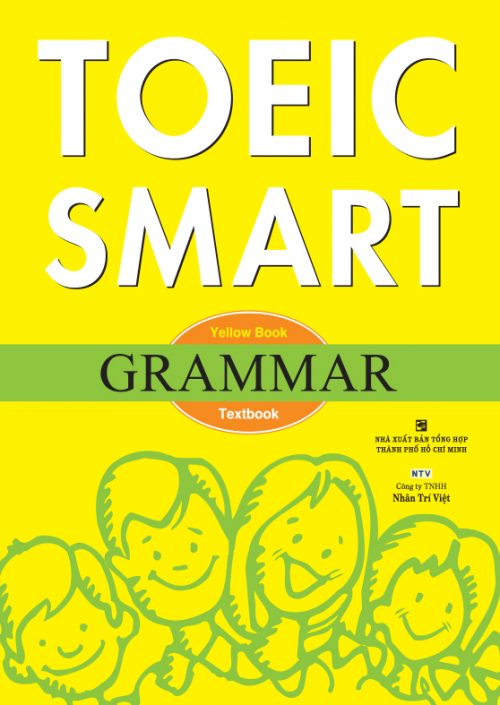 TOEIC
SMART
Yellow Book
GRAMMAR
Textbook
NHÀ XUẤT BẢN TỔNG HỢP
THÀNH PHỐ HỒ CHÍ MINH
NTV
Công ty TNHH
Nhân Trí Việt